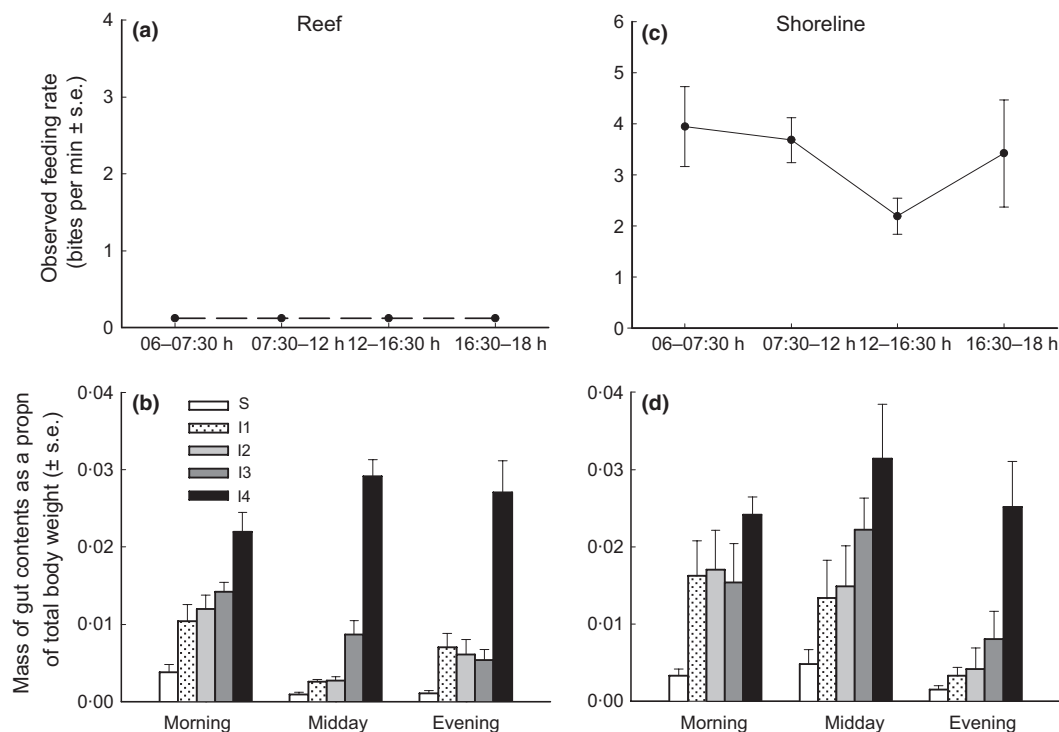 (a)
Reef
4
3
2
1
0
Observed feeding rate
(bites per min ± s.e.)
06–07:30 h
07:30–12 h
12–16:30 h
16:30–18 h
(c)
Shoreline
6
5
4
3
2
1
0
06–07:30 h
07:30–12 h
12–16:30 h
16:30–18 h
(b)
0·04
0·03
0·02
0·01
0·00
Mass of gut contents as a propn
of total body weight (± s.e.)
S
I1
I2
I3
I4
Morning
Midday
Evening
(d)
0·04
0·03
0·02
0·01
0·00
Morning
Midday
Evening